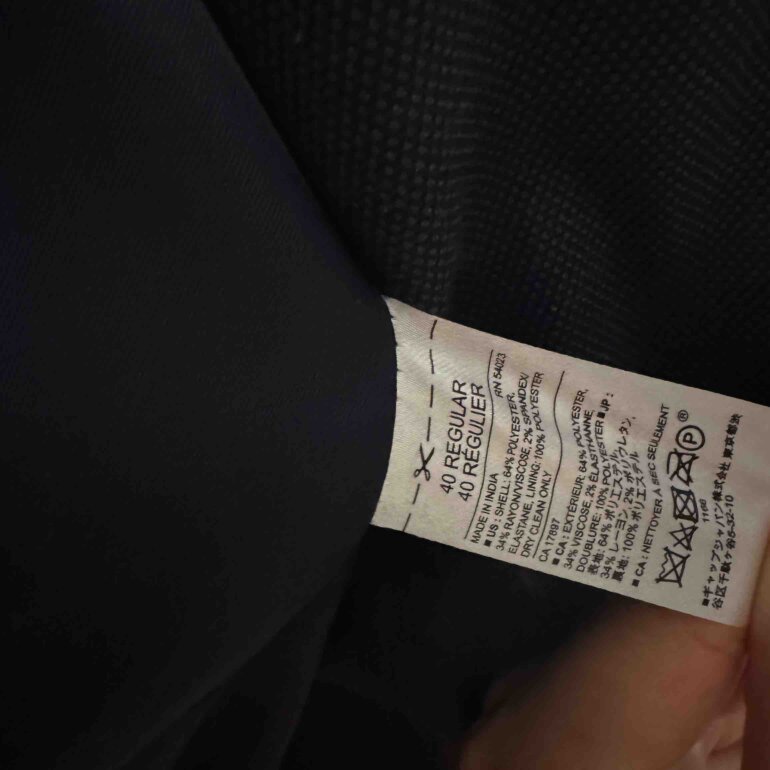 40 REGULAR
40 RÉGULIER
MADE IN INDIA RN 54023
■ US : SHELL: 64% POLYESTER,
34% RAYON/VISCOSE, 2% SPANDEX/
ELASTANE, LINING: 100% POLYESTER
DRY CLEAN ONLY
CA 17897
■ CA : EXTÉRIEUR: 64% POLYESTER,
34% VISCOSE, 2% ÉLASTHANNE,
DOUBLURE: 100% POLYESTER ■ JP :
表地: 64% ポリエステル,
34% レーヨン, 2% ポリウレタン,
裏地: 100% ポリエステル
■ CA : NETTOYER À SEC SEULEMENT
P ®
1166
■ギャップジャパン株式会社 東京都渋
谷区千駄ヶ谷5-32-10